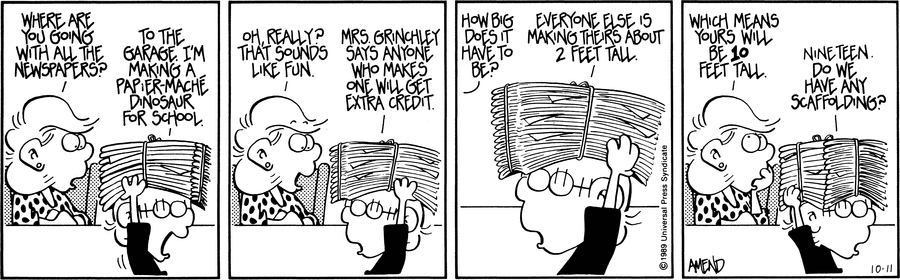 WHERE ARE
YOU GOING
WITH ALL THE
NEWSPAPERS?
TO THE
GARAGE. I'M
MAKING A
PAPIER-MACHÉ
DINOSAUR
FOR SCHOOL.
OH, REALLY?
THAT SOUNDS
LIKE FUN.
MRS. GRINCHLEY
SAYS ANYONE
WHO MAKES
ONE WILL GET
EXTRA CREDIT.
HOW BIG
DOES IT
HAVE TO
BE?
EVERYONE ELSE IS
MAKING THEIRS ABOUT
2 FEET TALL.
© 1989 Universal Press Syndicate
WHICH MEANS
YOURS WILL
BE 10
FEET TALL.
NINETEEN.
DO WE
HAVE ANY
SCAFFOLDING?
AMEND
10-11